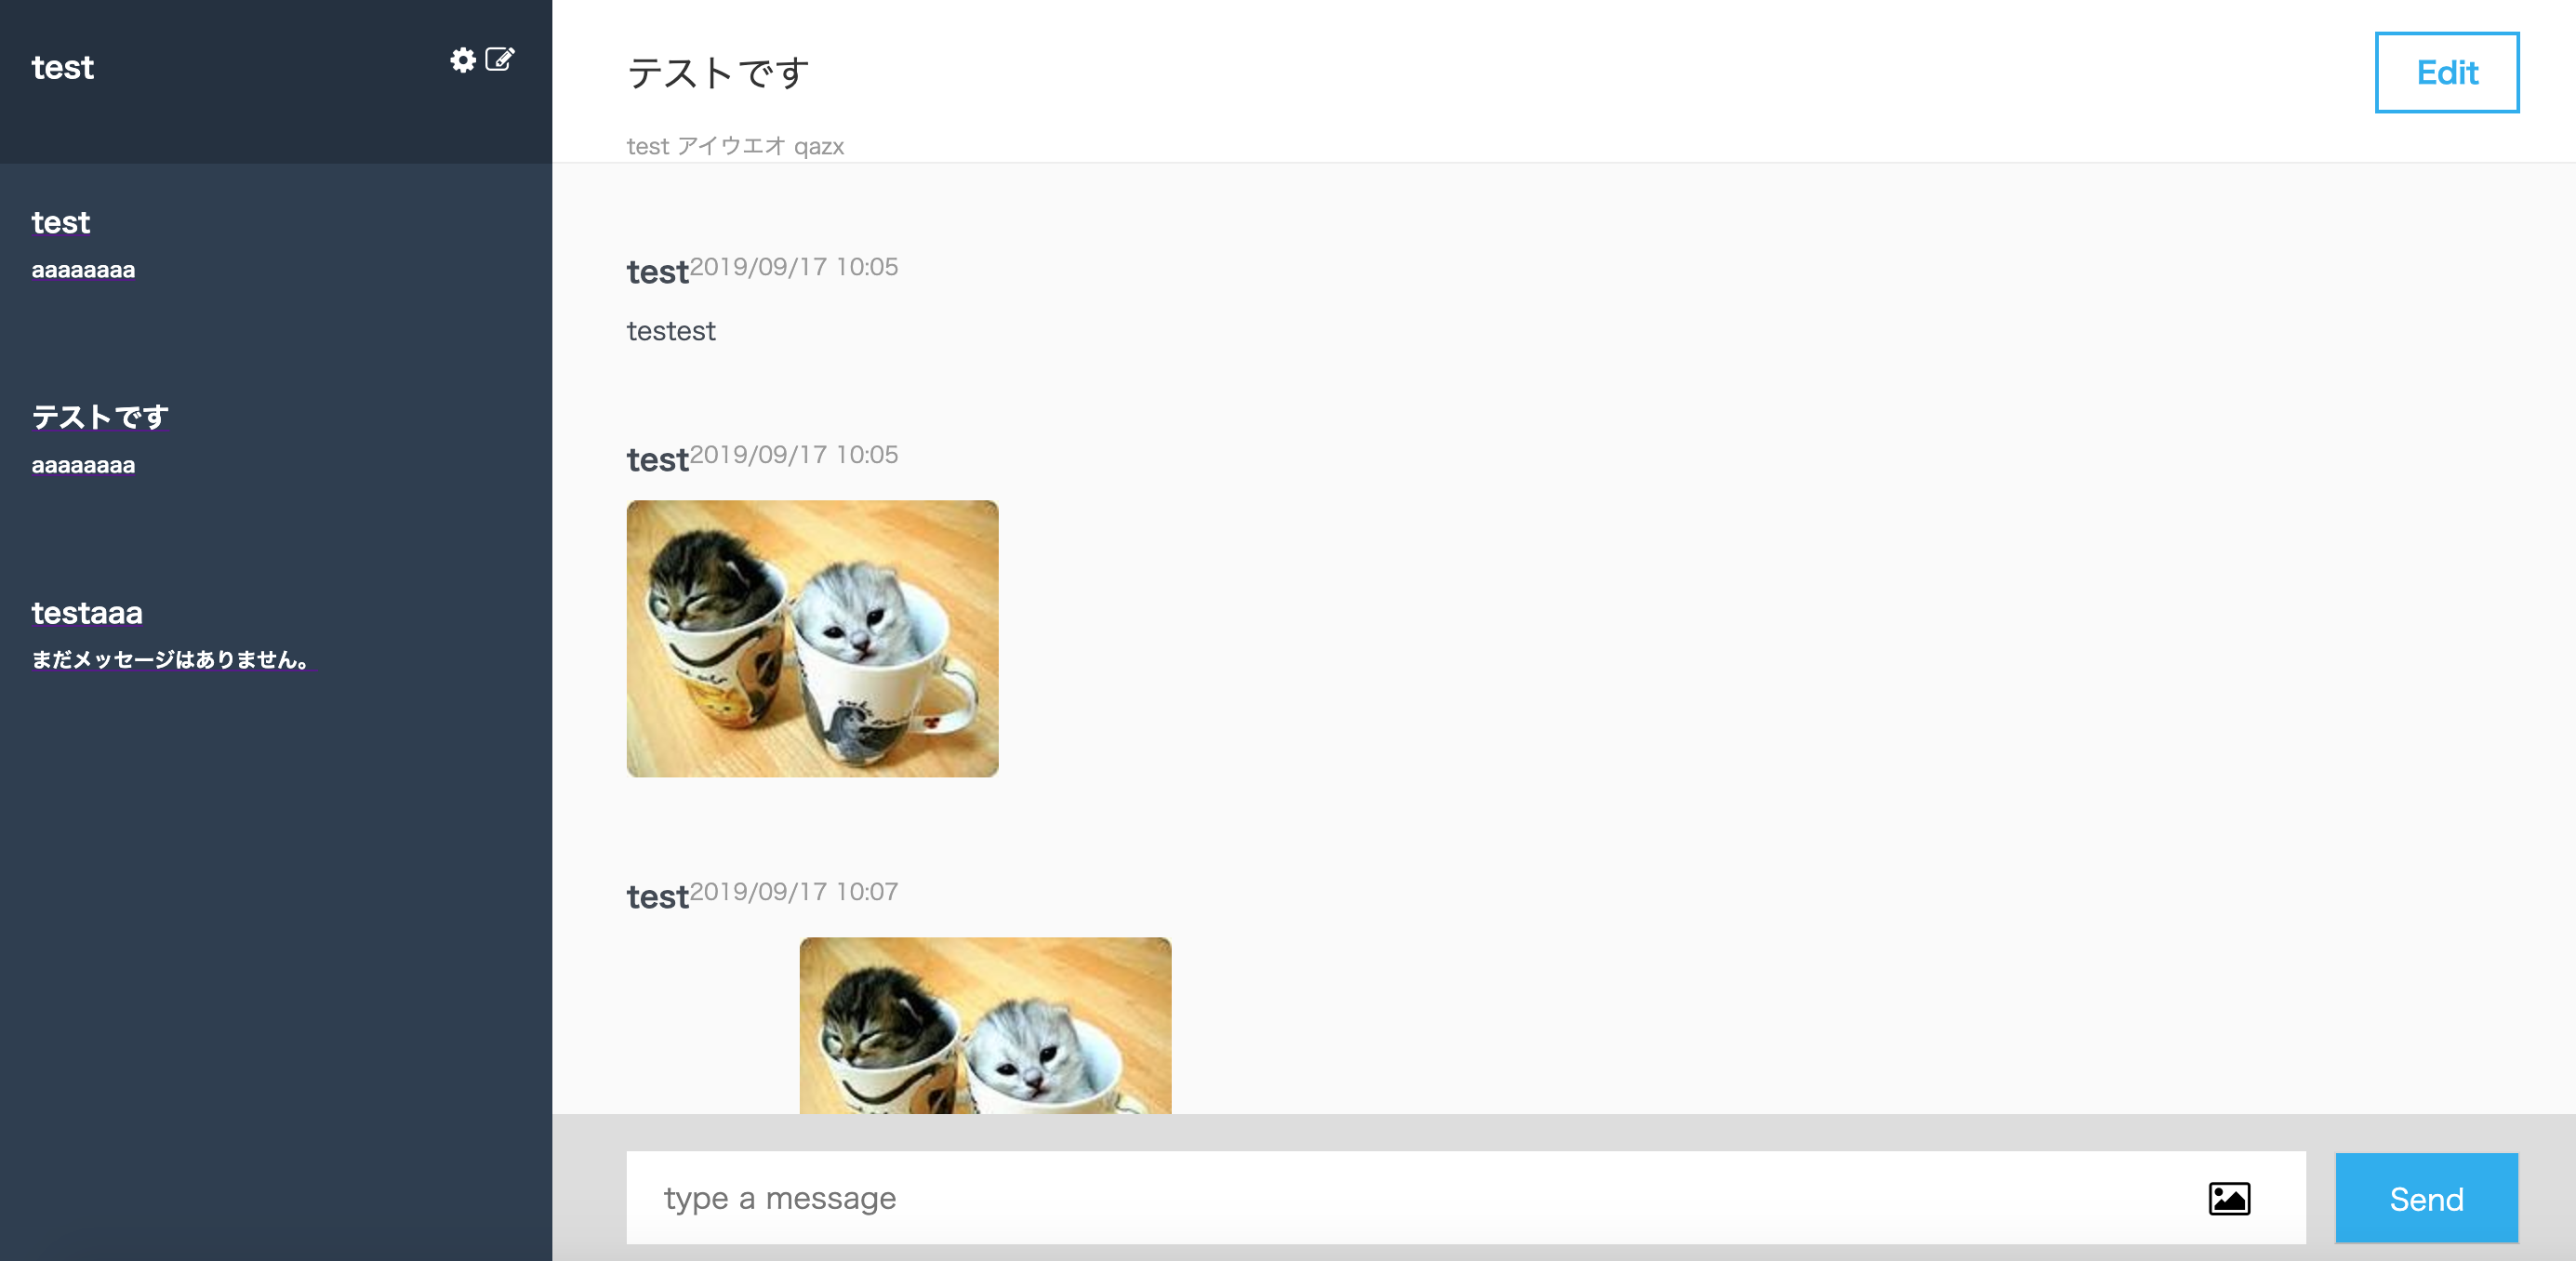 test
test
aaaaaaaa
テストです
aaaaaaaa
testaaa
まだメッセージはありません。
テストです
Edit
test アイウエオ qazx
test2019/09/17 10:05
testest
test2019/09/17 10:05
test2019/09/17 10:07
type a message
Send